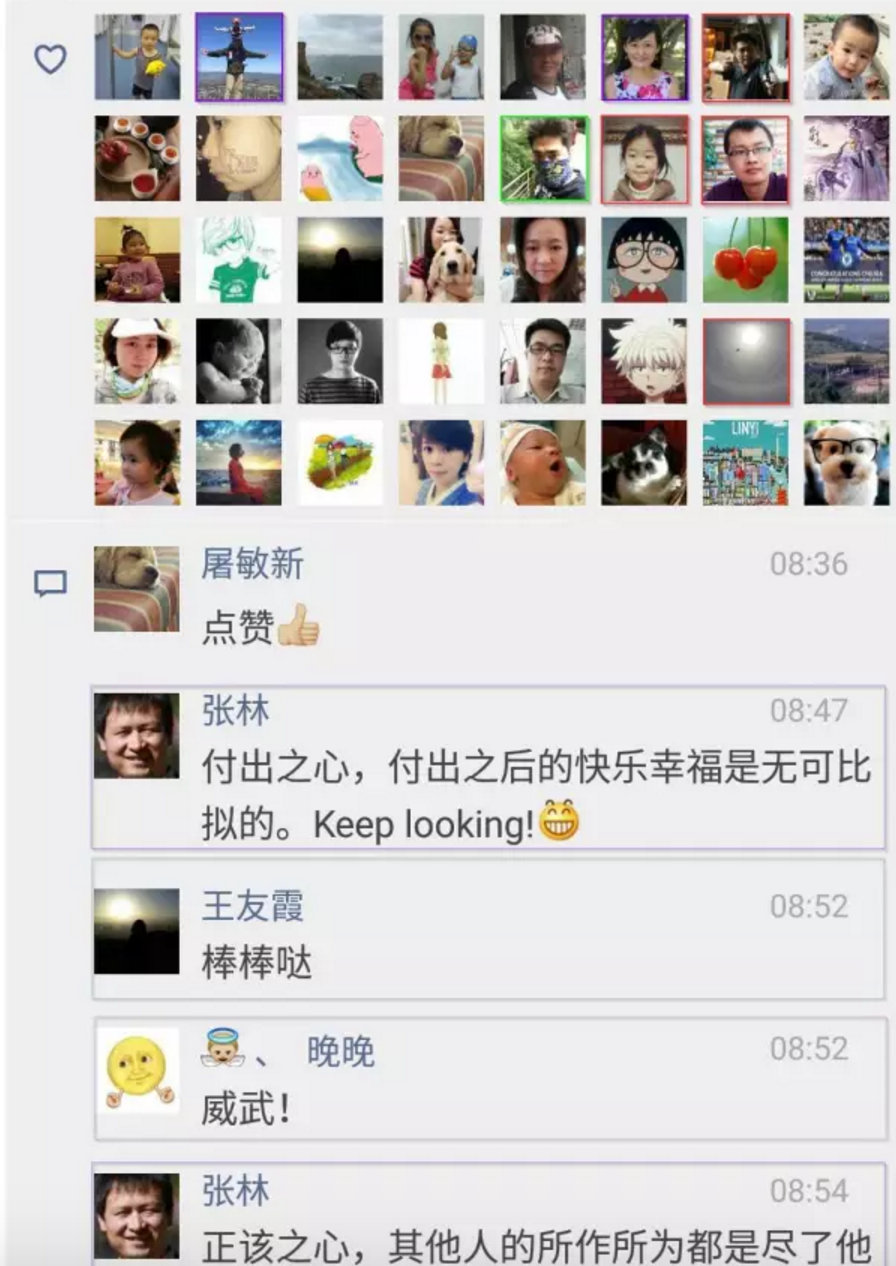 CONGRATULATIONS CHELSEA
LINYI
屠敏新 08:36
点赞👍
张林 08:47
付出之心，付出之后的快乐幸福是无可比
拟的。Keep looking!😁
王友霞 08:52
棒棒哒
👼、 晚晚 08:52
威武！
张林 08:54
正该之心，其他人的所作所为都是尽了他